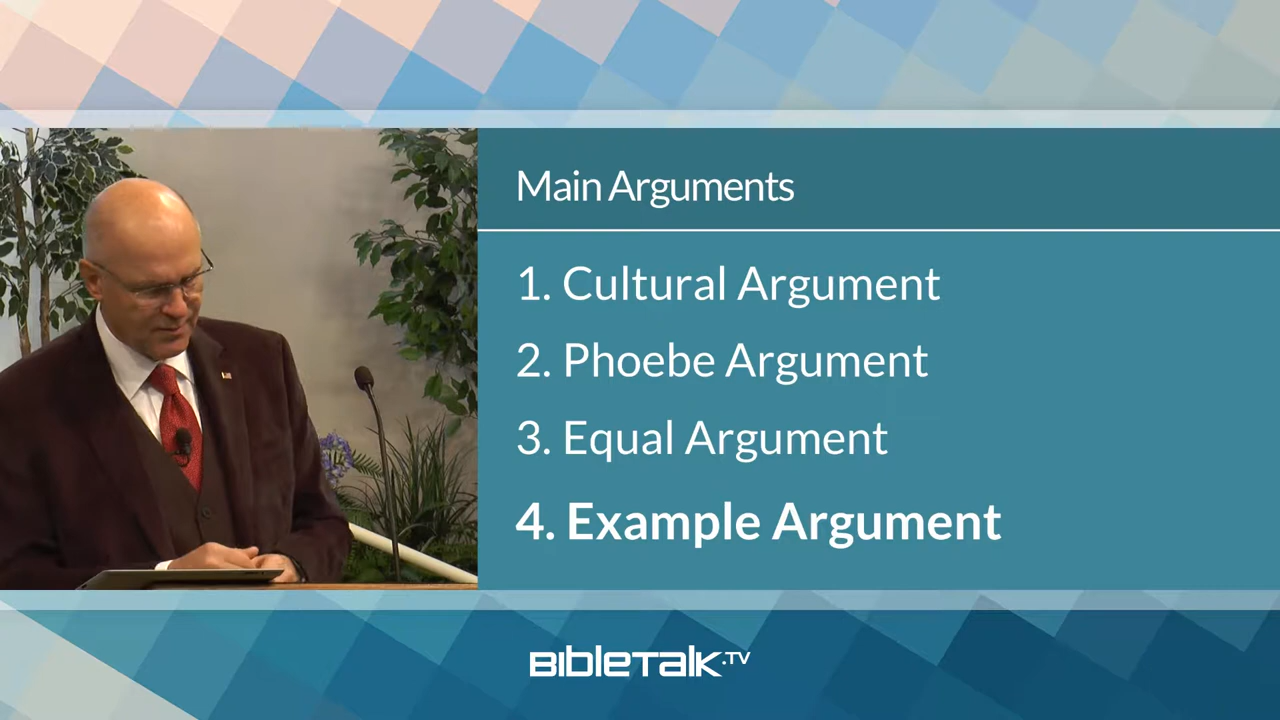 Main Arguments
1. Cultural Argument
2. Phoebe Argument
3. Equal Argument
4. Example Argument
BIBLETALK.TV